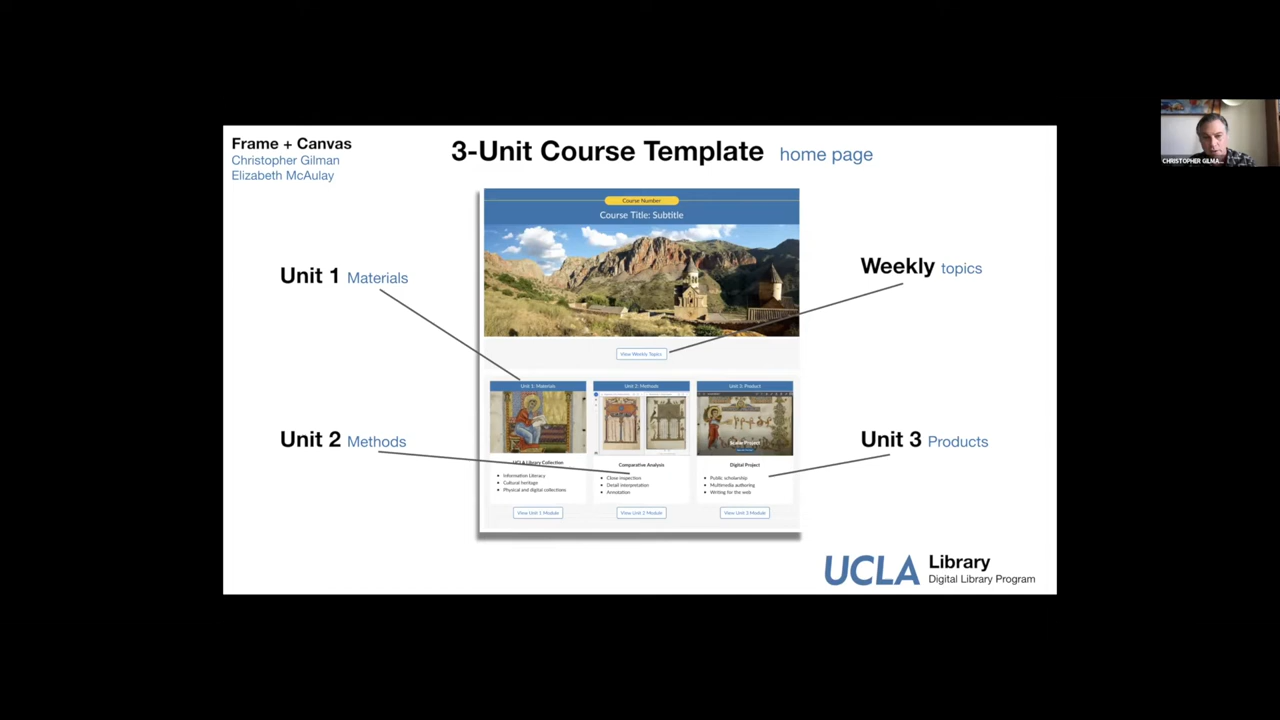 Frame + Canvas
Christopher Gilman
Elizabeth McAulay
3-Unit Course Template home page
Course Number
Course Title: Subtitle
Unit 1 Materials
Weekly topics
View Weekly Topics
Unit 1: Materials
Unit 2: Methods
Unit 3: Product
Unit 2 Methods
Unit 3 Products
Scalar Project
UCLA Library Collection
Information Literacy
Cultural heritage
Physical and digital collections
View Unit 1 Module
Comparative Analysis
Close inspection
Detail interpretation
Annotation
View Unit 2 Module
Digital Project
Public scholarship
Multimedia authoring
Writing for the web
View Unit 3 Module
UCLA Library
Digital Library Program
CHRISTOPHER GILMA...